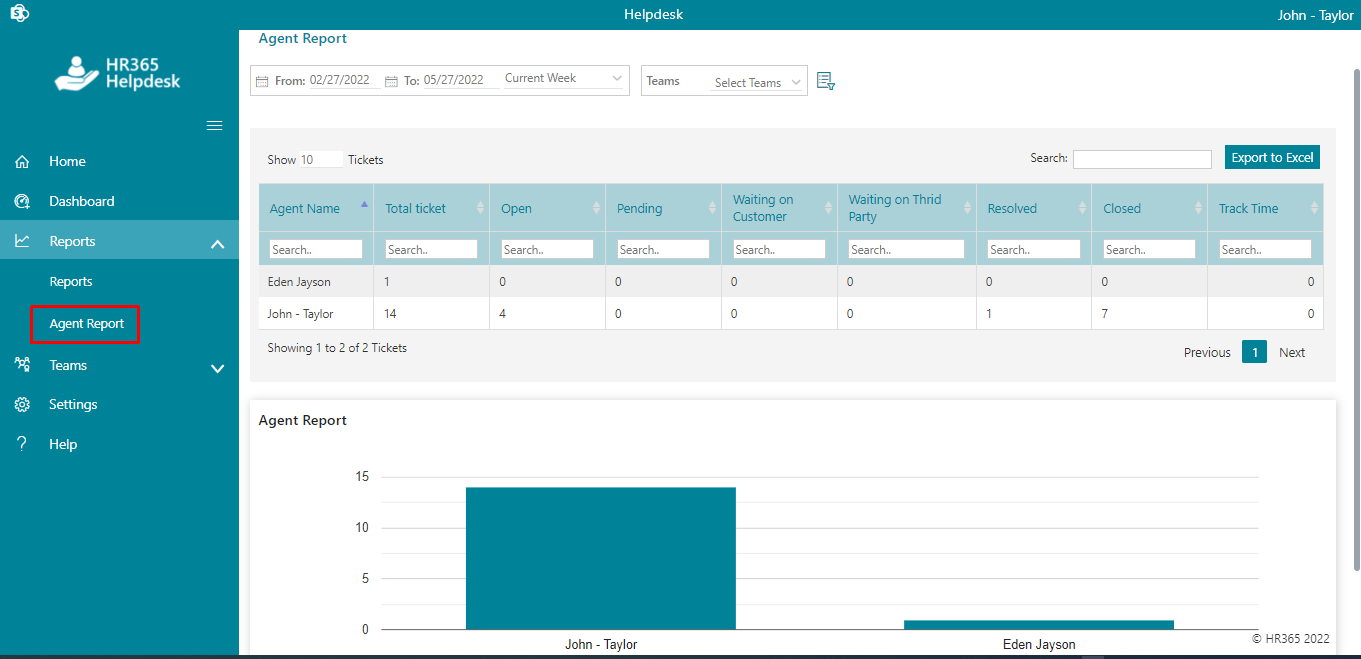 Helpdesk
John - Taylor
HR365
Helpdesk
Home
Dashboard
Reports
Reports
Agent Report
Teams
Settings
? Help
Agent Report
From: 02/27/2022 To: 05/27/2022 Current Week
Teams Select Teams
Show 10 Tickets
Search:
Export to Excel
Agent Name Total ticket Open Pending Waiting on Customer Waiting on Thrid Party Resolved Closed Track Time
Search.. Search.. Search.. Search.. Search.. Search.. Search.. Search.. Search..
Eden Jayson 1 0 0 0 0 0 0 0
John - Taylor 14 4 0 0 0 1 7 0
Showing 1 to 2 of 2 Tickets
Previous 1 Next
Agent Report
15
10
5
0
John - Taylor Eden Jayson
© HR365 2022